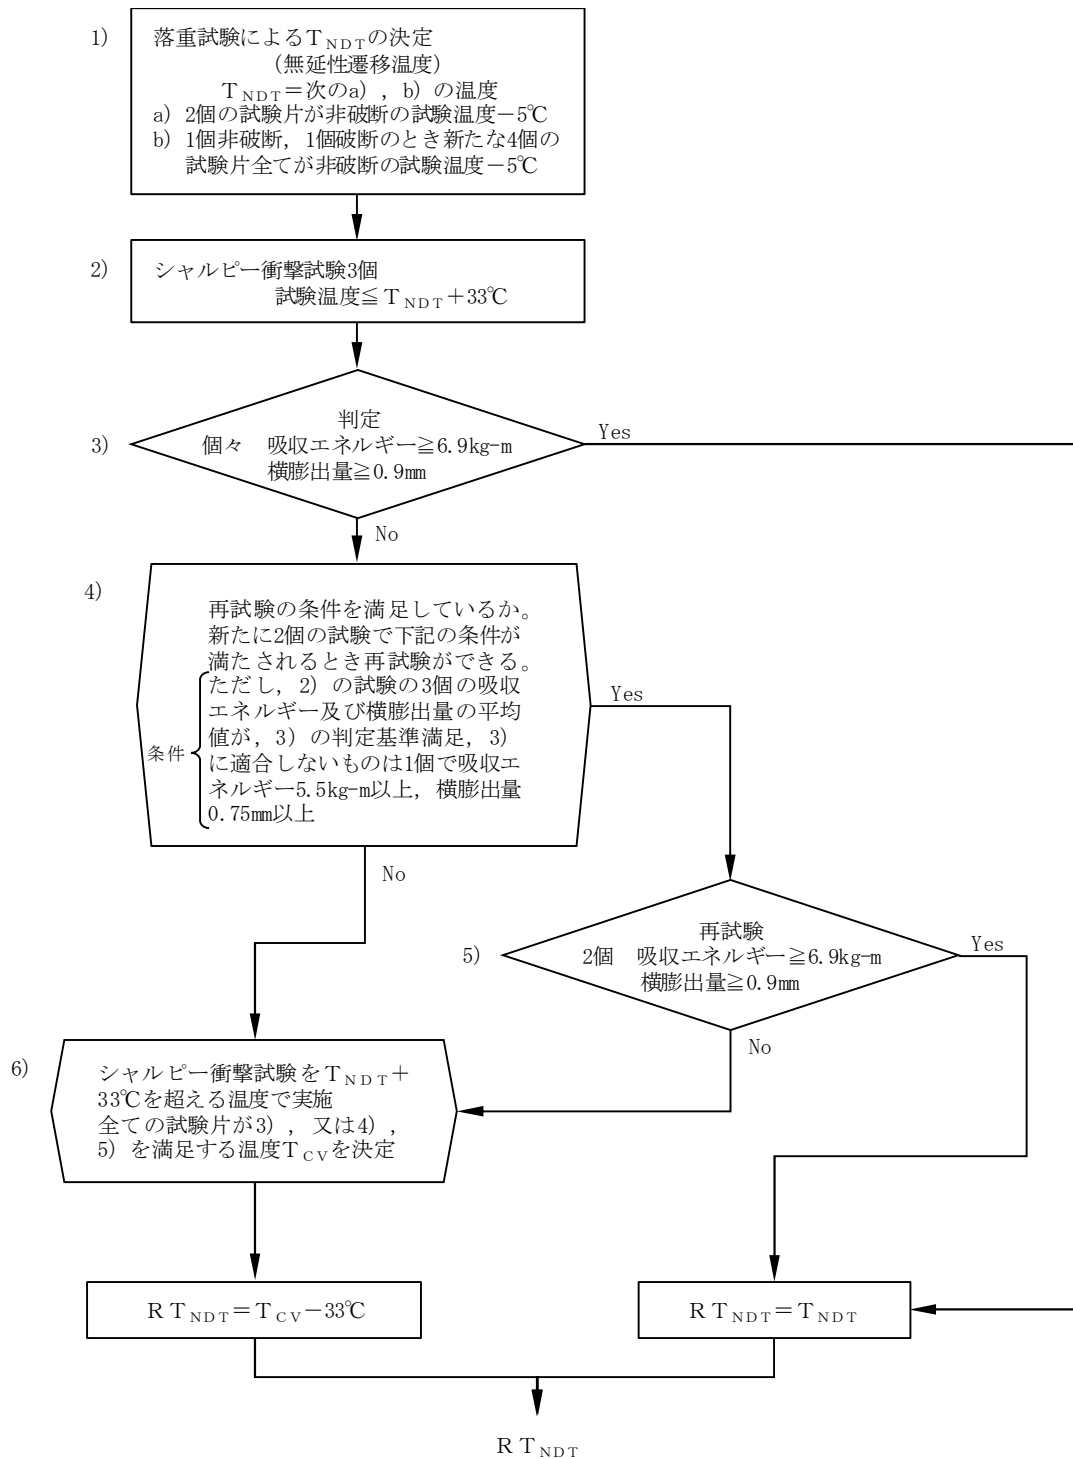 1)
落重試験によるTNDTの決定
(無延性遷移温度)
TNDT=次のa)，b)の温度
a) 2個の試験片が非破断の試験温度−5℃
b) 1個非破断，1個破断のとき新たな4個の
試験片全てが非破断の試験温度−5℃
2)
シャルピー衝撃試験3個
試験温度≦TNDT+33℃
3)
判定
個々 吸収エネルギー≧6.9kg-m
横膨出量≧0.9mm
Yes
No
4)
再試験の条件を満足しているか。
新たに2個の試験で下記の条件が
満たされるとき再試験ができる。
条件
ただし，2)の試験の3個の吸収
エネルギー及び横膨出量の平均
値が，3)の判定基準満足，3)
に適合しないものは1個で吸収エ
ネルギー5.5kg-m以上，横膨出量
0.75mm以上
Yes
No
5)
再試験
2個 吸収エネルギー≧6.9kg-m
横膨出量≧0.9mm
Yes
No
6)
シャルピー衝撃試験をTNDT+
33℃を超える温度で実施
全ての試験片が3)，又は4)，
5)を満足する温度TCVを決定
RTNDT=TCV−33℃
RTNDT=TNDT
RTNDT